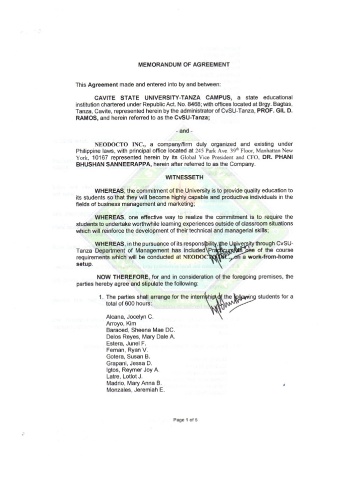 MEMORANDUM OF AGREEMENT
This Agreement made and entered into by and between:
CAVITE STATE UNIVERSITY-TANZA CAMPUS, a state educational
institution chartered under Republic Act. No. 8468; with offices located at Brgy. Bagtas,
Tanza, Cavite, represented herein by the administrator of CvSU-Tanza, PROF. GIL D.
RAMOS, and herein referred to as the CvSU-Tanza;
- and -
NEODOCTO INC., a company/firm duly organized and existing under
Philippine laws, with principal office located at 245 Park Ave. 39th Floor, Manhattan New
York, 10167 represented herein by its Global Vice President and CFO, DR. PHANI
BHUSHAN SANNEERAPPA, herein after referred to as the Company.
WITNESSETH
WHEREAS, the commitment of the University is to provide quality education to
its students so that they will become highly capable and productive individuals in the
fields of business management and marketing;
WHEREAS, one effective way to realize the commitment is to require the
students to undertake worthwhile learning experiences outside of classroom situations
which will reinforce the development of their technical and managerial skills;
WHEREAS, in the pursuance of its responsibility, the University through CvSU-
Tanza Department of Management has included Practicum as one of the course
requirements which will be conducted at NEODOCTO INC., on a work-from-home
setup.
NOW THEREFORE, for and in consideration of the foregoing premises, the
parties hereby agree and stipulate the following:
1. The parties shall arrange for the internship of the following students for a
total of 600 hours:
Alcana, Jocelyn C.
Arroyo, Kim
Baraoed, Sheena Mae DC.
Delos Reyes, Mary Dale A.
Estera, Junel F.
Fernan, Ryan V.
Gotera, Susan B.
Grapani, Jessa D.
Iglos, Reymer Joy A.
Latre, Lottot J.
Madrio, Mary Anna B.
Monzales, Jeremiah E.
Page 1 of 5